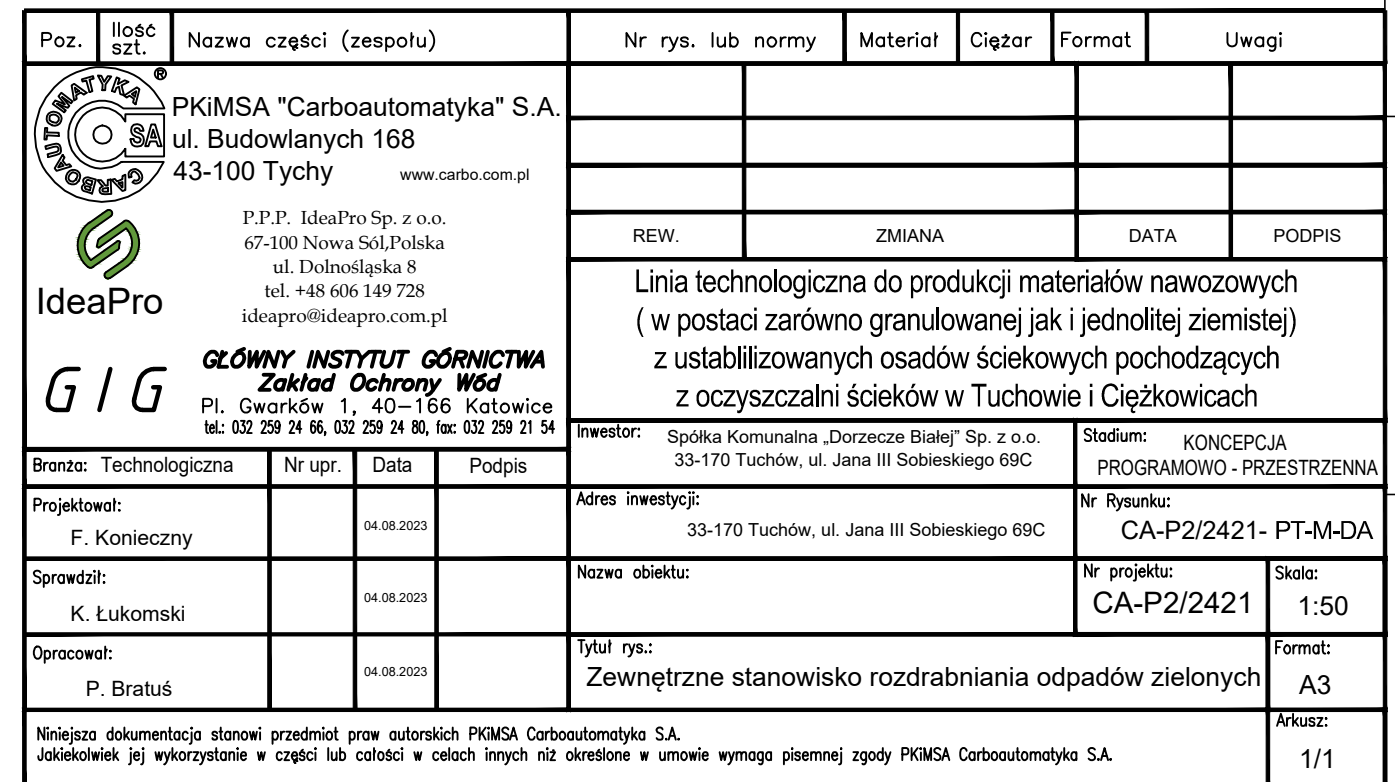 Poz.
Ilość szt.
Nazwa części (zespołu)
Nr rys. lub normy
Materiał
Ciężar
Format
Uwagi
CARBOAUTOMATYKA SA ®
PKiMSA "Carboautomatyka" S.A.
ul. Budowlanych 168
43-100 Tychy www.carbo.com.pl
IdeaPro
P.P.P. IdeaPro Sp. z o.o.
67-100 Nowa Sól,Polska
ul. Dolnośląska 8
tel. +48 606 149 728
ideapro@ideapro.com.pl
GIG
GŁÓWNY INSTYTUT GÓRNICTWA
Zakład Ochrony Wód
Pl. Gwarków 1, 40-166 Katowice
tel.: 032 259 24 66, 032 259 24 80, fax: 032 259 21 54
REW.
ZMIANA
DATA
PODPIS
Linia technologiczna do produkcji materiałów nawozowych
( w postaci zarówno granulowanej jak i jednolitej ziemistej)
z ustablilizowanych osadów ściekowych pochodzących
z oczyszczalni ścieków w Tuchowie i Ciężkowicach
Inwestor: Spółka Komunalna „Dorzecze Białej” Sp. z o.o.
33-170 Tuchów, ul. Jana III Sobieskiego 69C
Stadium: KONCEPCJA
PROGRAMOWO - PRZESTRZENNA
Branża: Technologiczna
Nr upr.
Data
Podpis
Projektował:
F. Konieczny
04.08.2023
Adres inwestycji:
33-170 Tuchów, ul. Jana III Sobieskiego 69C
Nr Rysunku:
CA-P2/2421- PT-M-DA
Sprawdził:
K. Łukomski
04.08.2023
Nazwa obiektu:
Nr projektu:
CA-P2/2421
Skala:
1:50
Opracował:
P. Bratuś
04.08.2023
Tytuł rys.:
Zewnętrzne stanowisko rozdrabniania odpadów zielonych
Format:
A3
Niniejsza dokumentacja stanowi przedmiot praw autorskich PKiMSA Carboautomatyka S.A.
Jakiekolwiek jej wykorzystanie w części lub całości w celach innych niż określone w umowie wymaga pisemnej zgody PKiMSA Carboautomatyka S.A.
Arkusz:
1/1